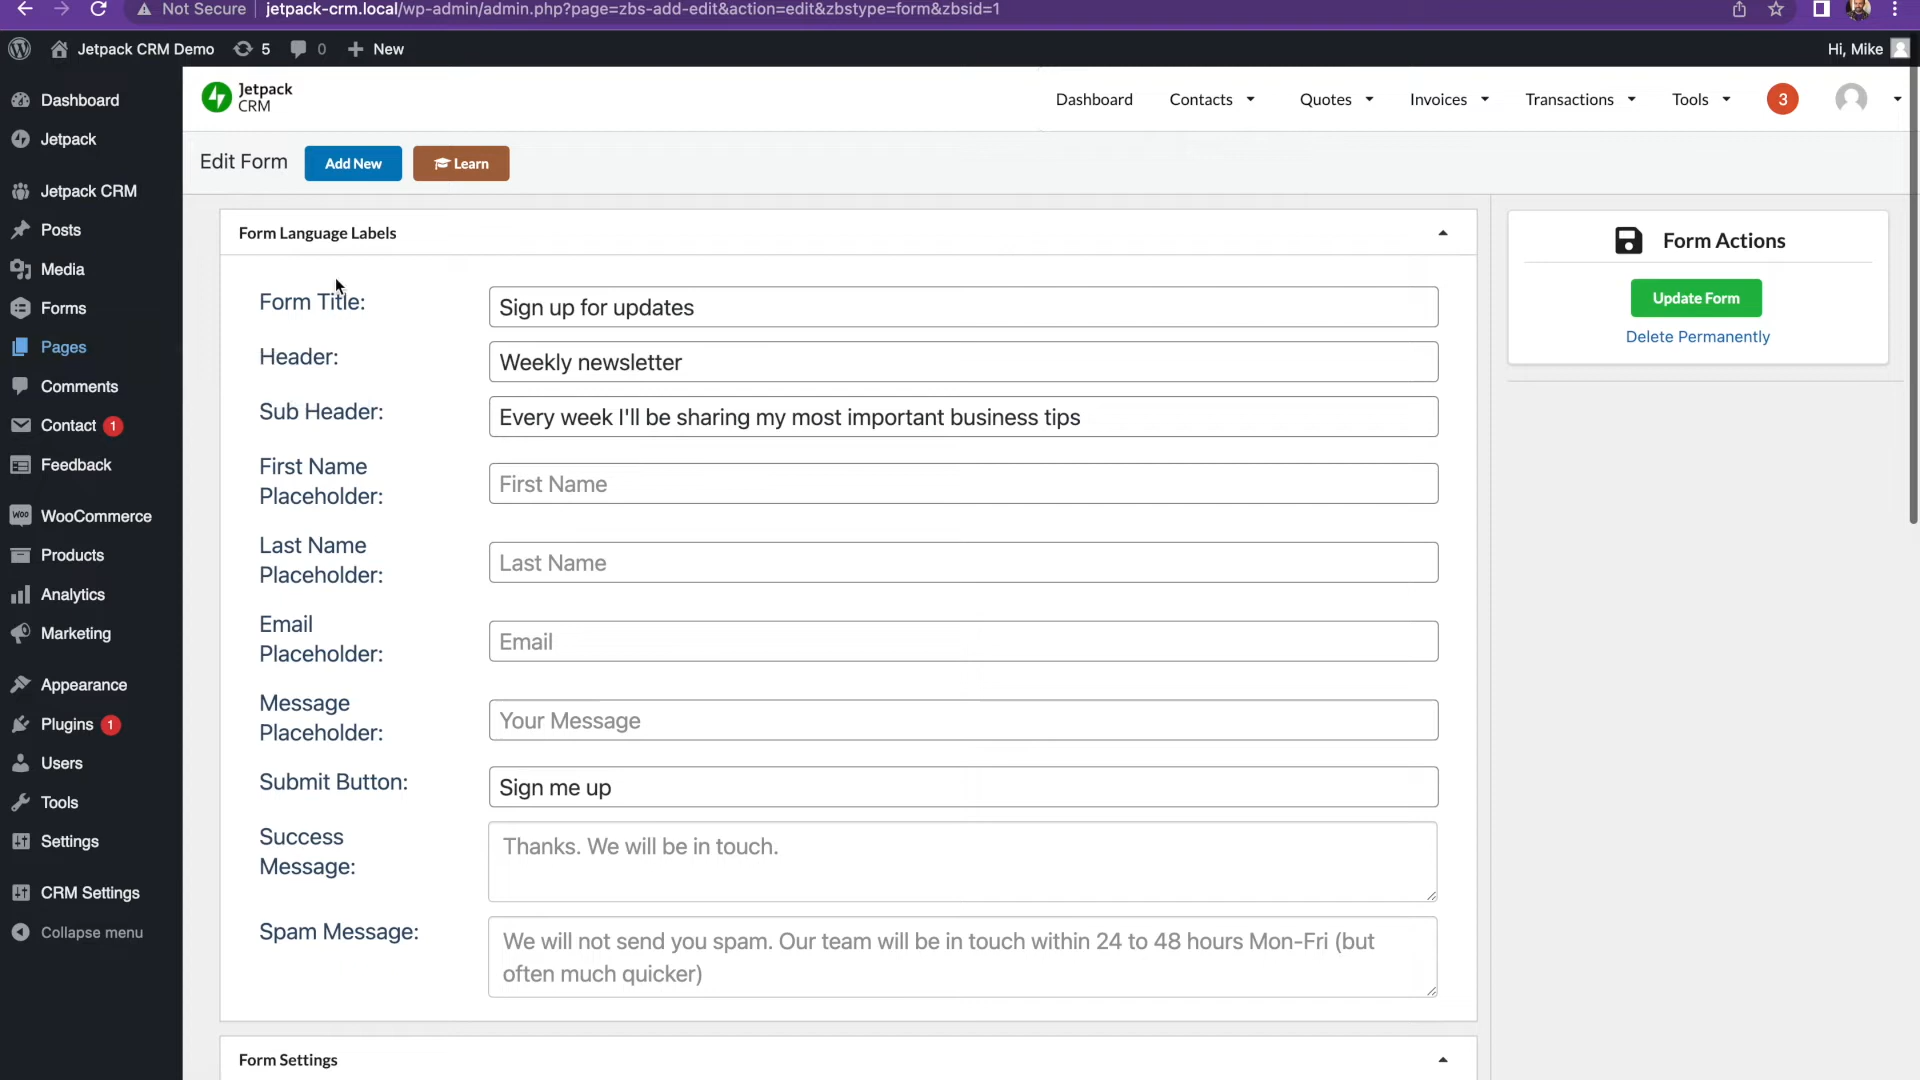 Not Secure
jetpack-crm.local/wp-admin/admin.php?page=zbs-add-edit&action=edit&zbstype=form&zbsid=1
Jetpack CRM Demo 5 0 New
Hi, Mike
Dashboard
Jetpack
Jetpack CRM
Posts
Media
Forms
Pages
Comments
Contact 1
Feedback
WOO WooCommerce
Products
Analytics
Marketing
Appearance
Plugins 1
Users
Tools
Settings
CRM Settings
Collapse menu
Jetpack
CRM
Dashboard Contacts Quotes Invoices Transactions Tools 3
Edit Form Add New Learn
Form Language Labels
Form Title: Sign up for updates
Header: Weekly newsletter
Sub Header: Every week I'll be sharing my most important business tips
First Name
Placeholder:
First Name
Last Name
Placeholder:
Last Name
Email
Placeholder:
Email
Message
Placeholder:
Your Message
Submit Button: Sign me up
Success
Message:
Thanks. We will be in touch.
Spam Message: We will not send you spam. Our team will be in touch within 24 to 48 hours Mon-Fri (but
often much quicker)
Form Settings
Form Actions
Update Form
Delete Permanently